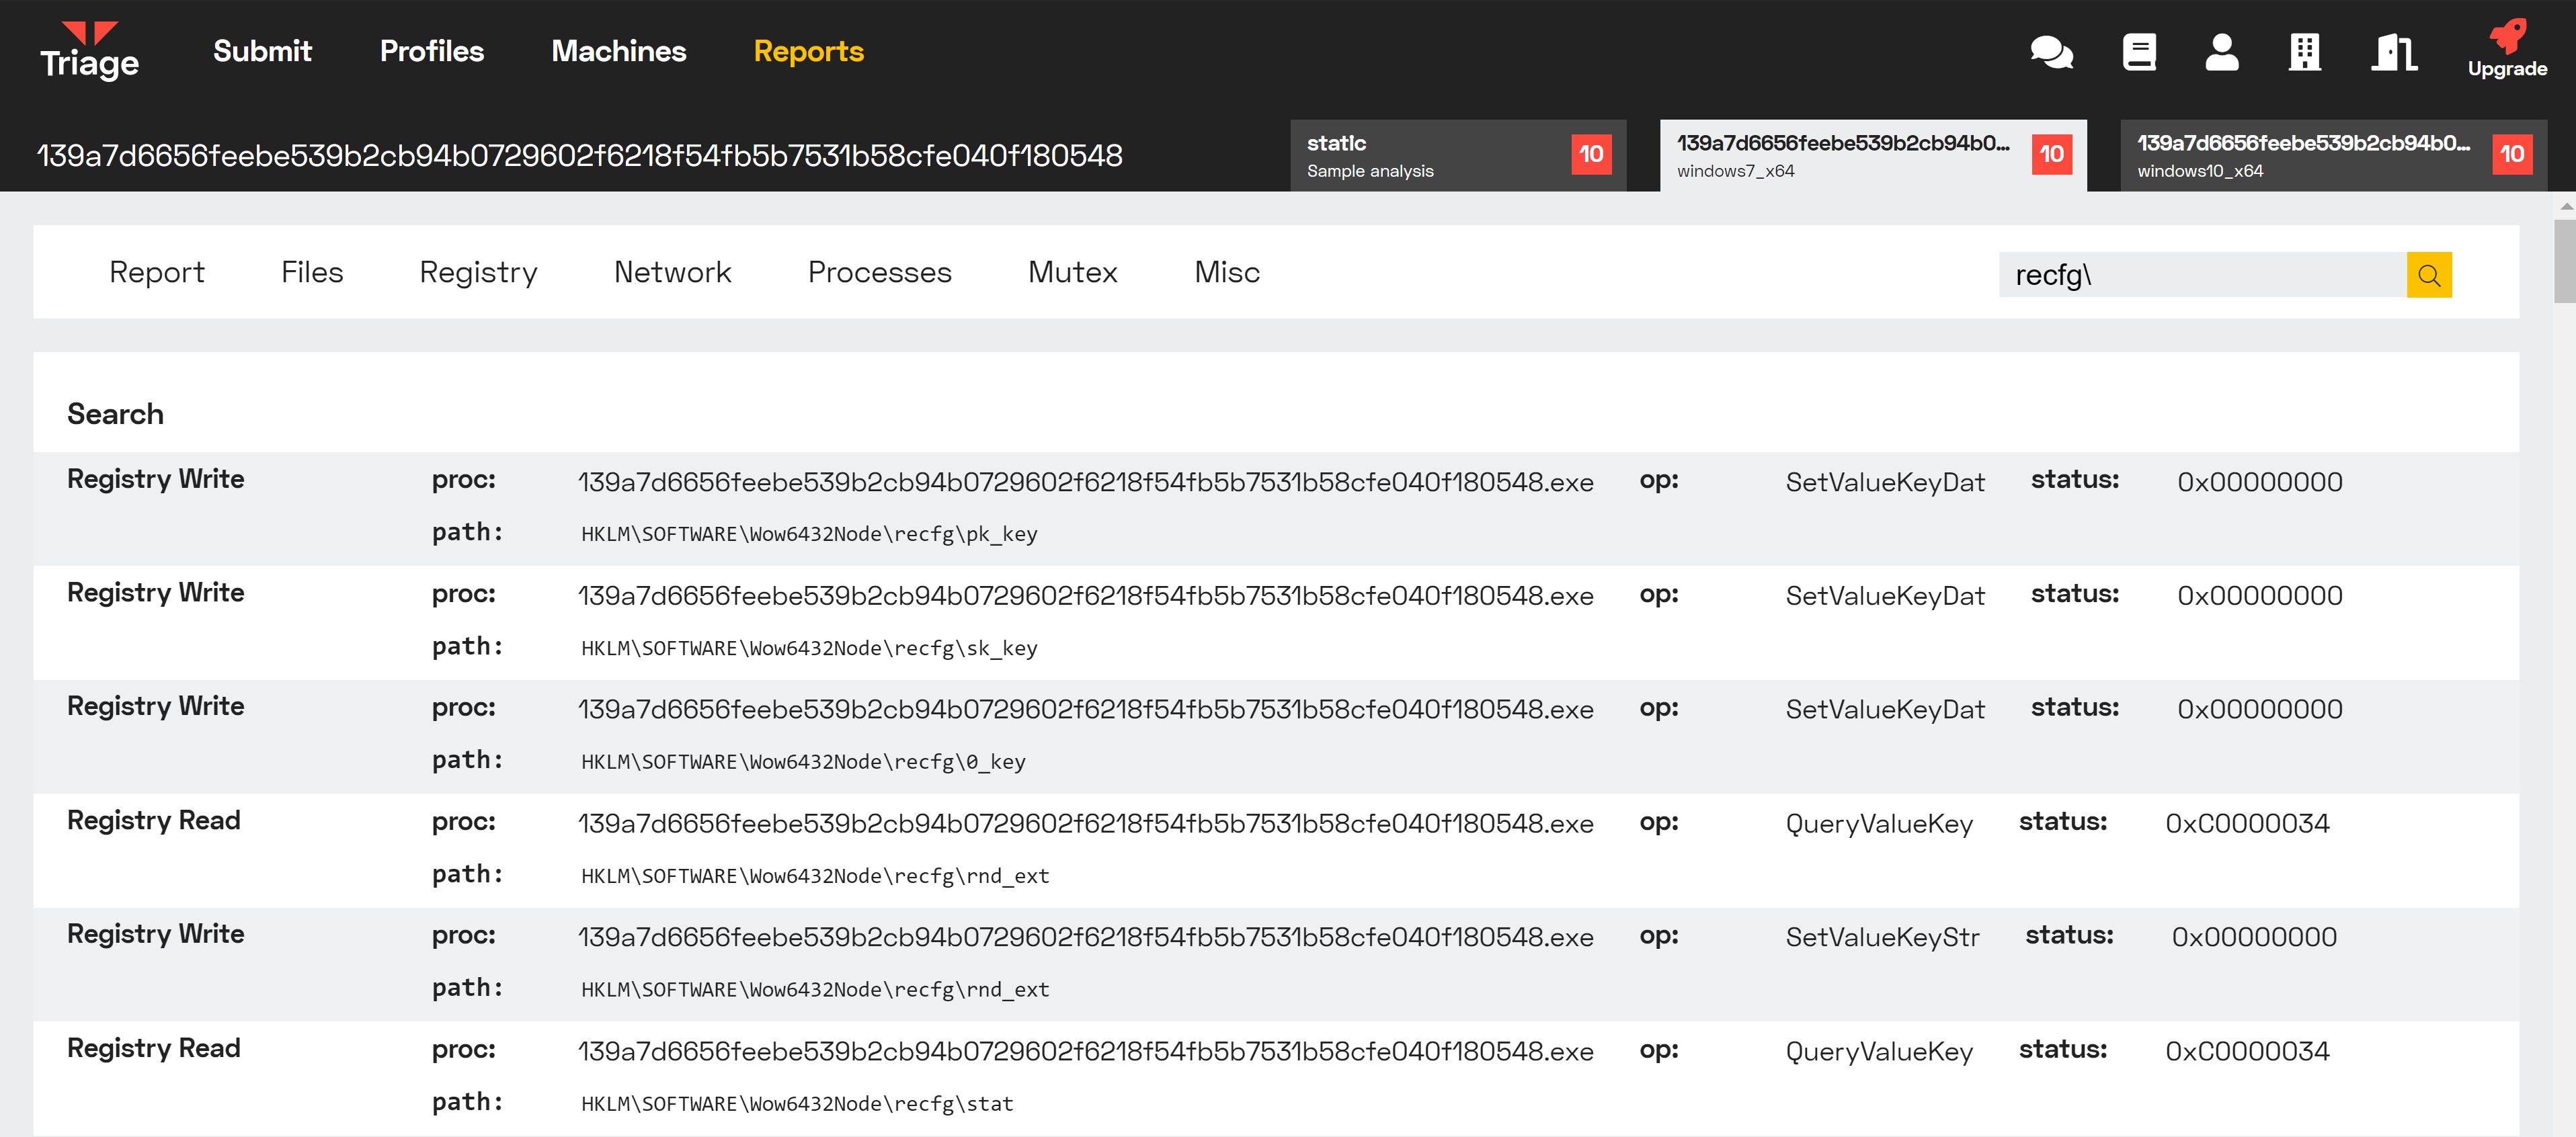 Triage Submit Profiles Machines Reports Upgrade
139a7d6656feebe539b2cb94b0729602f6218f54fb5b7531b58cfe040f180548
static 10
Sample analysis
139a7d6656feebe539b2cb94b0... 10
windows7_x64
139a7d6656feebe539b2cb94b0... 10
windows10_x64
Report Files Registry Network Processes Mutex Misc recfg\
Search
Registry Write proc: 139a7d6656feebe539b2cb94b0729602f6218f54fb5b7531b58cfe040f180548.exe op: SetValueKeyDat status: 0x00000000
path: HKLM\SOFTWARE\Wow6432Node\recfg\pk_key
Registry Write proc: 139a7d6656feebe539b2cb94b0729602f6218f54fb5b7531b58cfe040f180548.exe op: SetValueKeyDat status: 0x00000000
path: HKLM\SOFTWARE\Wow6432Node\recfg\sk_key
Registry Write proc: 139a7d6656feebe539b2cb94b0729602f6218f54fb5b7531b58cfe040f180548.exe op: SetValueKeyDat status: 0x00000000
path: HKLM\SOFTWARE\Wow6432Node\recfg\0_key
Registry Read proc: 139a7d6656feebe539b2cb94b0729602f6218f54fb5b7531b58cfe040f180548.exe op: QueryValueKey status: 0xC0000034
path: HKLM\SOFTWARE\Wow6432Node\recfg\rnd_ext
Registry Write proc: 139a7d6656feebe539b2cb94b0729602f6218f54fb5b7531b58cfe040f180548.exe op: SetValueKeyStr status: 0x00000000
path: HKLM\SOFTWARE\Wow6432Node\recfg\rnd_ext
Registry Read proc: 139a7d6656feebe539b2cb94b0729602f6218f54fb5b7531b58cfe040f180548.exe op: QueryValueKey status: 0xC0000034
path: HKLM\SOFTWARE\Wow6432Node\recfg\stat